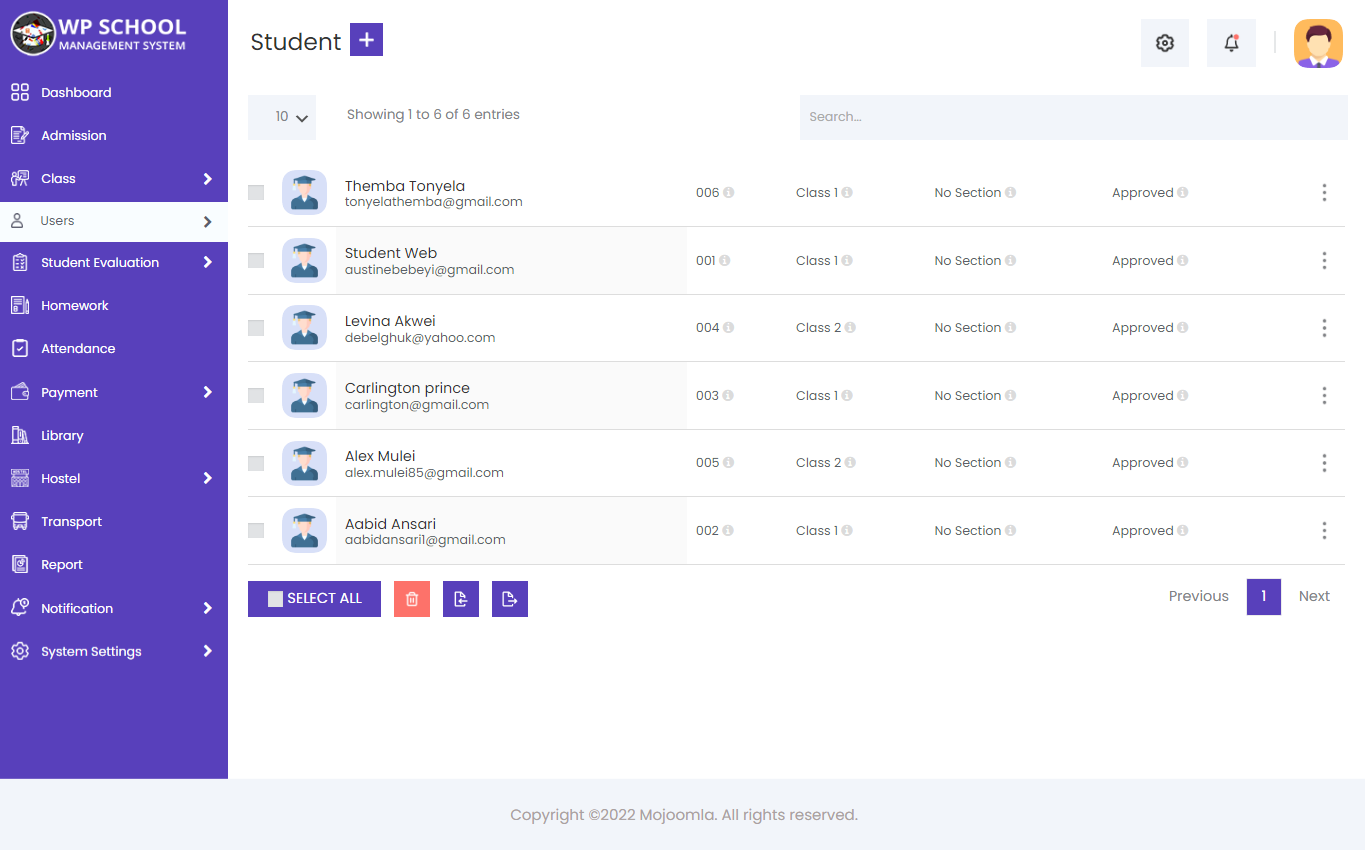 WP SCHOOL
MANAGEMENT SYSTEM
Dashboard
Admission
Class
Users
Student Evaluation
Homework
Attendance
Payment
Library
Hostel
Transport
Report
Notification
System Settings
Student
10
Showing 1 to 6 of 6 entries
Search...
Themba Tonyela
tonyelathemba@gmail.com
006
Class 1
No Section
Approved
Student Web
austinebebeyi@gmail.com
001
Class 1
No Section
Approved
Levina Akwei
debelghuk@yahoo.com
004
Class 2
No Section
Approved
Carlington prince
carlington@gmail.com
003
Class 1
No Section
Approved
Alex Mulei
alex.mulei85@gmail.com
005
Class 2
No Section
Approved
Aabid Ansari
aabidansari1@gmail.com
002
Class 1
No Section
Approved
SELECT ALL
Previous
1
Next
Copyright ©2022 Mojoomla. All rights reserved.